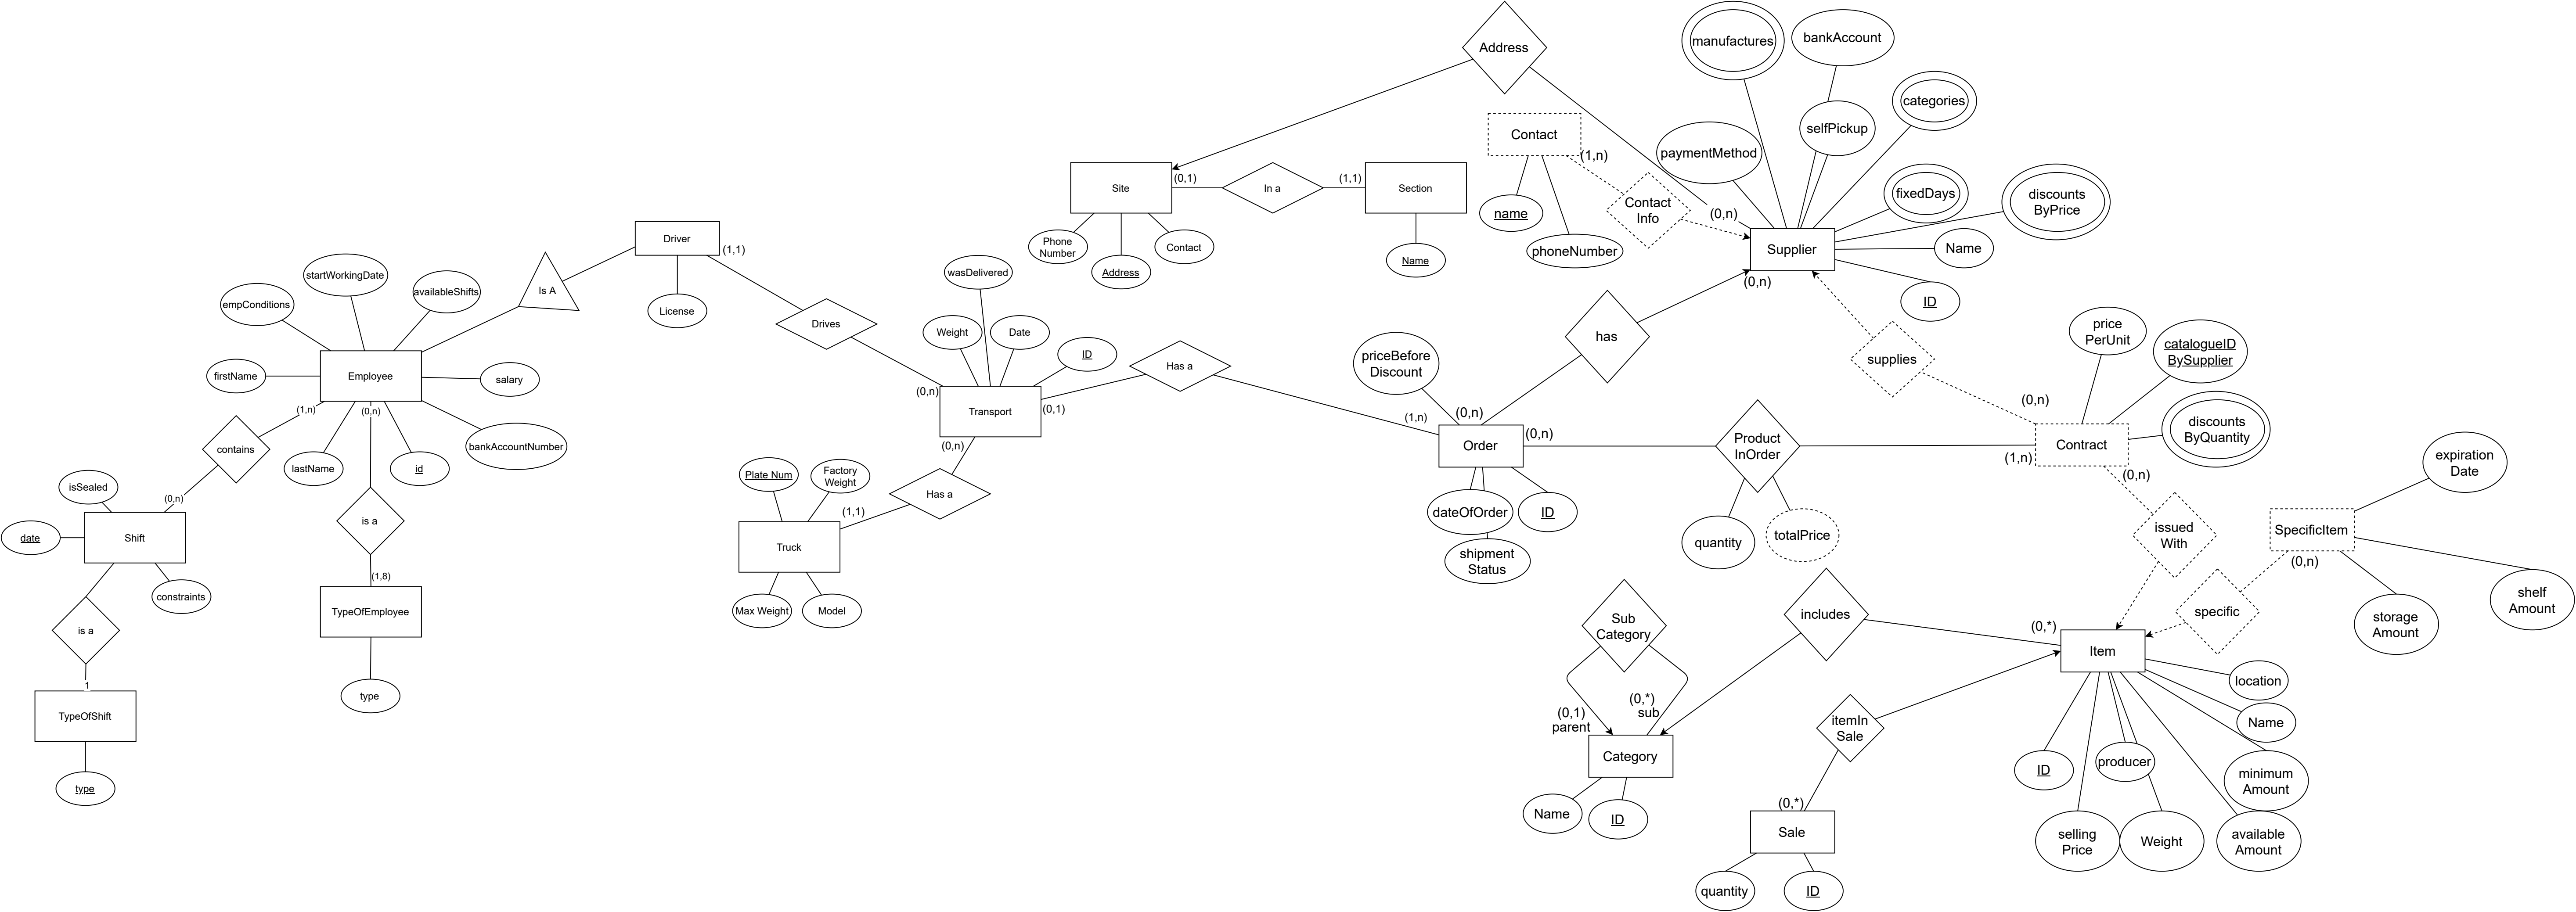 Address
manufactures
bankAccount
categories
selfPickup
paymentMethod
Contact
(1,n)
Contact
Info
name
phoneNumber
fixedDays
discounts
ByPrice
(0,n)
Supplier
Name
(0,n)
ID
Site
(0,1)
In a
(1,1)
Section
Phone
Number
Address
Contact
Name
Driver
(1,1)
License
Is A
startWorkingDate
availableShifts
empConditions
firstName
Employee
salary
(1,n)
(0,n)
contains
lastName
id
bankAccountNumber
is a
(1,8)
TypeOfEmployee
type
isSealed
(0,n)
date
Shift
constraints
is a
1
TypeOfShift
type
Drives
wasDelivered
Weight
Date
ID
(0,n)
Transport
(0,1)
(0,n)
Has a
(1,n)
Has a
Plate Num
Factory
Weight
(1,1)
Truck
Max Weight
Model
has
priceBefore
Discount
(0,n)
Order
(0,n)
dateOfOrder
ID
shipment
Status
Product
InOrder
quantity
totalPrice
supplies
(0,n)
price
PerUnit
catalogueID
BySupplier
discounts
ByQuantity
Contract
(1,n)
(0,n)
issued
With
SpecificItem
(0,n)
expiration
Date
storage
Amount
shelf
Amount
specific
Sub
Category
(0,1)
parent
(0,*)
sub
Category
Name
ID
includes
(0,*)
Item
itemIn
Sale
(0,*)
Sale
quantity
ID
location
Name
minimum
Amount
available
Amount
ID
producer
selling
Price
Weight